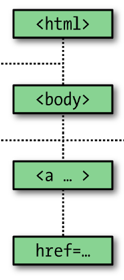 <html>
<body>
<a … >
href=…